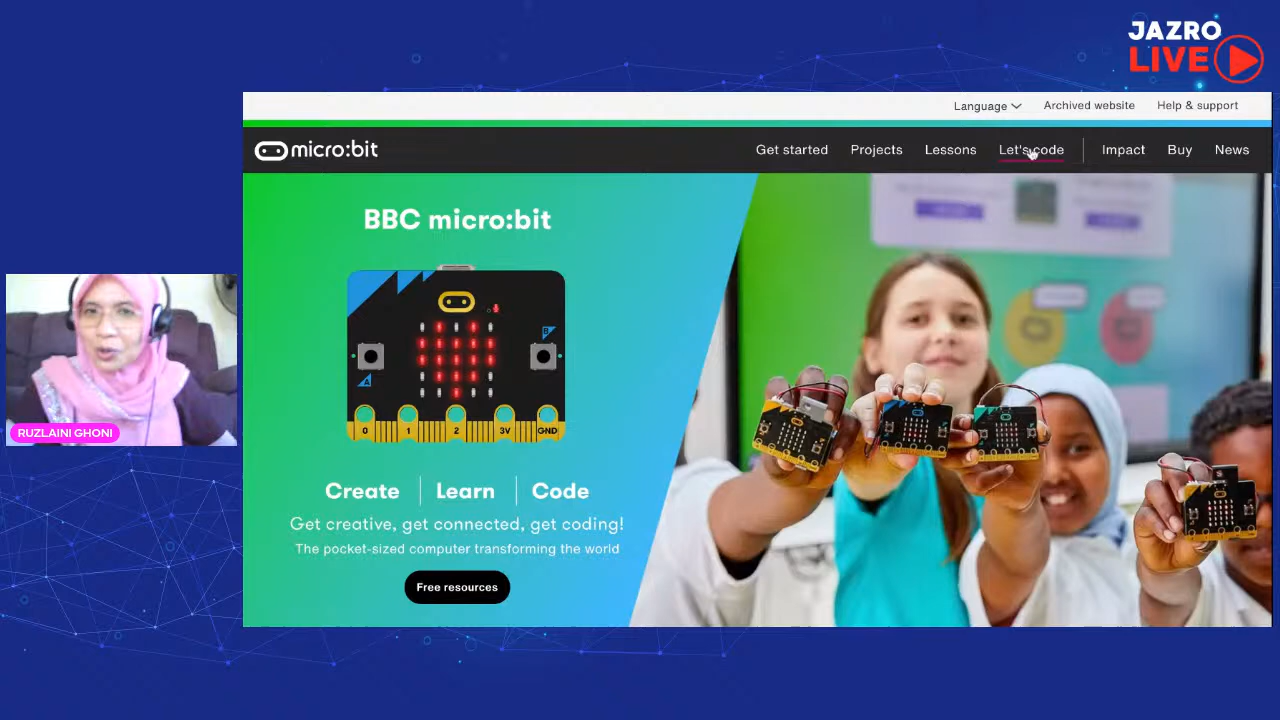 JAZRO
LIVE
Language
Archived website
Help & support
micro:bit
Get started
Projects
Lessons
Let's code
Impact
Buy
News
BBC micro:bit
A
B
0
1
2
3V
GND
Create
Learn
Code
Get creative, get connected, get coding!
The pocket-sized computer transforming the world
Free resources
RUZLAINI GHONI